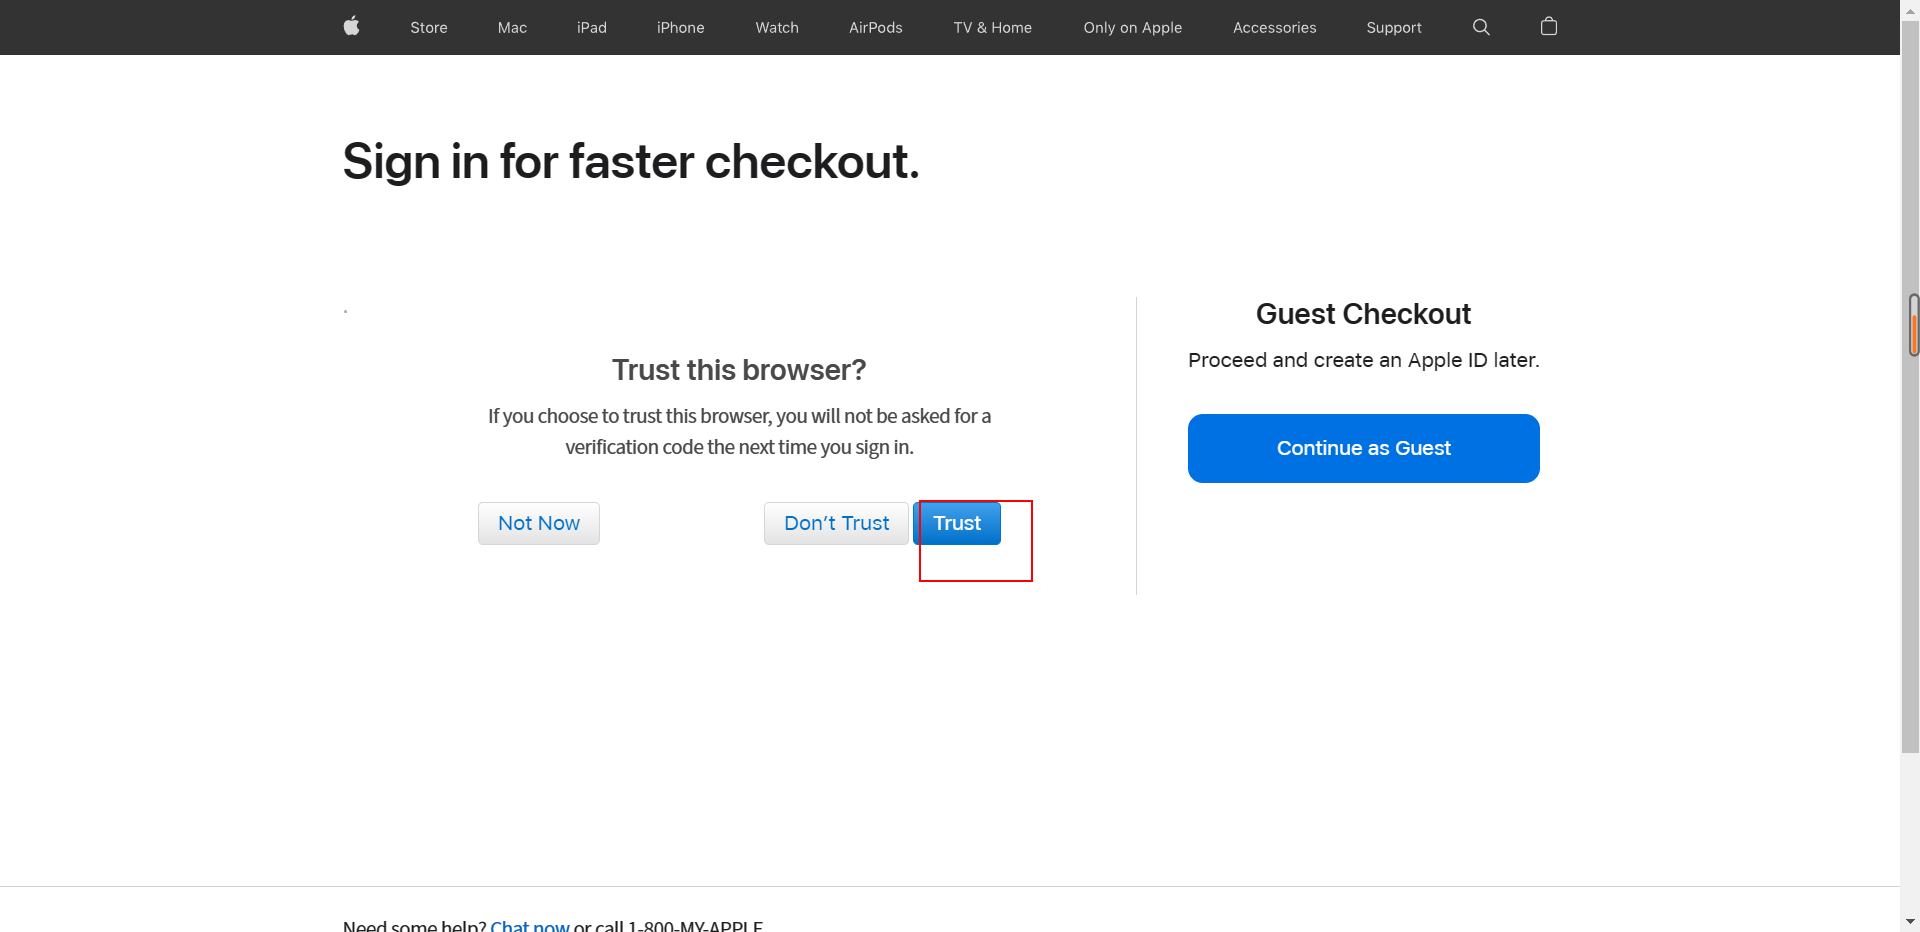 Store Mac iPad iPhone Watch AirPods TV & Home Only on Apple Accessories Support
Sign in for faster checkout.
Trust this browser?
If you choose to trust this browser, you will not be asked for a
verification code the next time you sign in.
Not Now
Don’t Trust
Trust
Guest Checkout
Proceed and create an Apple ID later.
Continue as Guest
Need some help? Chat now or call 1-800-MY-APPLE